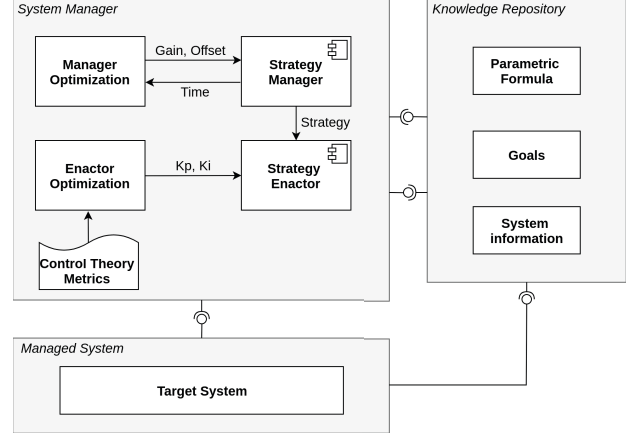 System Manager
Knowledge Repository
Manager
Optimization
Gain, Offset
Time
Strategy
Manager
Strategy
Enactor
Optimization
Kp, Ki
Strategy
Enactor
Control Theory
Metrics
Parametric
Formula
Goals
System
information
Managed System
Target System